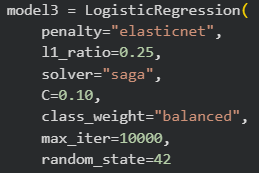 model3 = LogisticRegression(
penalty="elasticnet",
l1_ratio=0.25,
solver="saga",
C=0.10,
class_weight="balanced",
max_iter=10000,
random_state=42